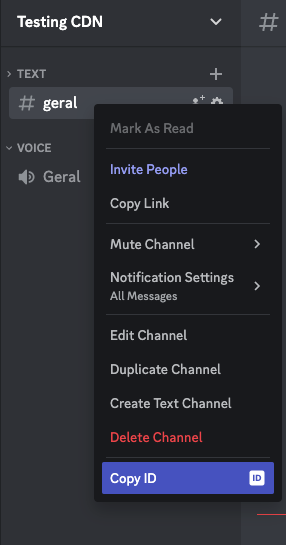 Testing CDN
#
TEXT
# geral
Mark As Read
Invite People
Copy Link
VOICE
Geral
Mute Channel
Notification Settings
All Messages
Edit Channel
Duplicate Channel
Create Text Channel
Delete Channel
Copy ID
ID